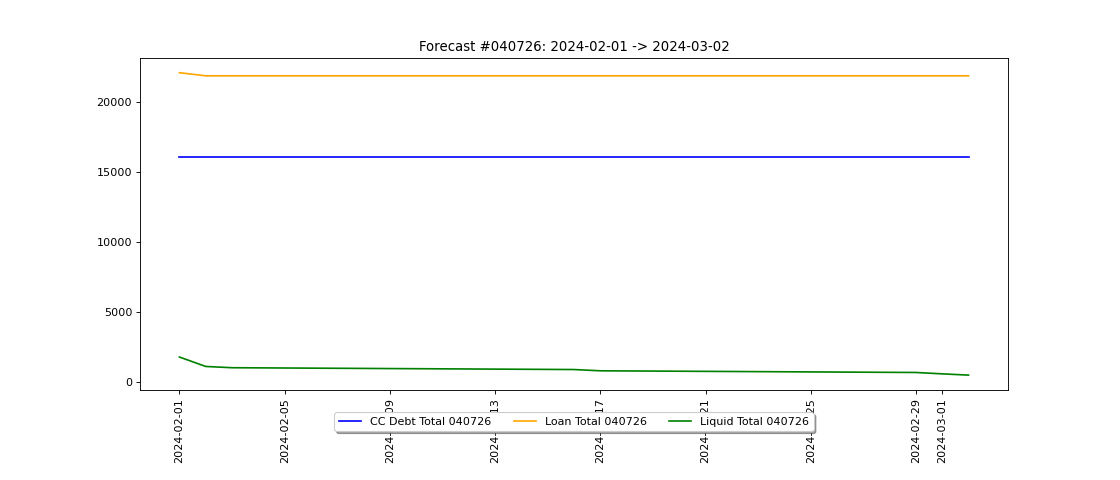 Forecast #040726: 2024-02-01 -> 2024-03-02
20000
15000
10000
5000
0
CC Debt Total 040726
Loan Total 040726
Liquid Total 040726
2024-02-01
2024-02-05
2024-02-29
2024-03-01